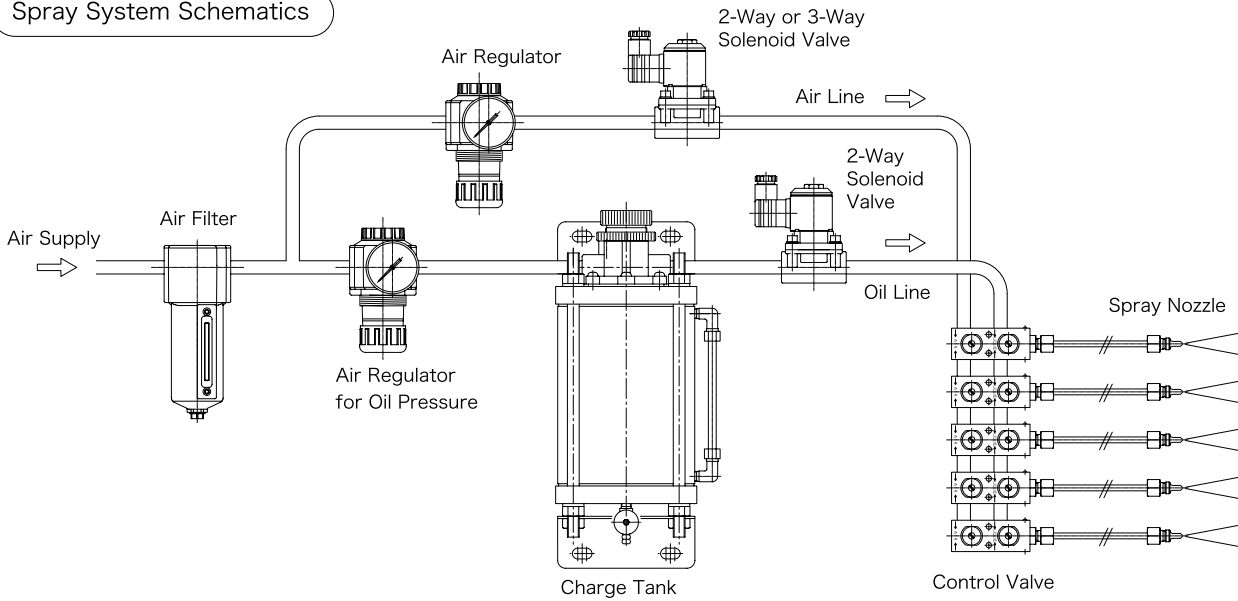 Spray System Schematics
2-Way or 3-Way
Solenoid Valve
Air Regulator
Air Line
2-Way
Solenoid
Valve
Air Filter
Air Supply
Oil Line
Spray Nozzle
Air Regulator
for Oil Pressure
Charge Tank
Control Valve